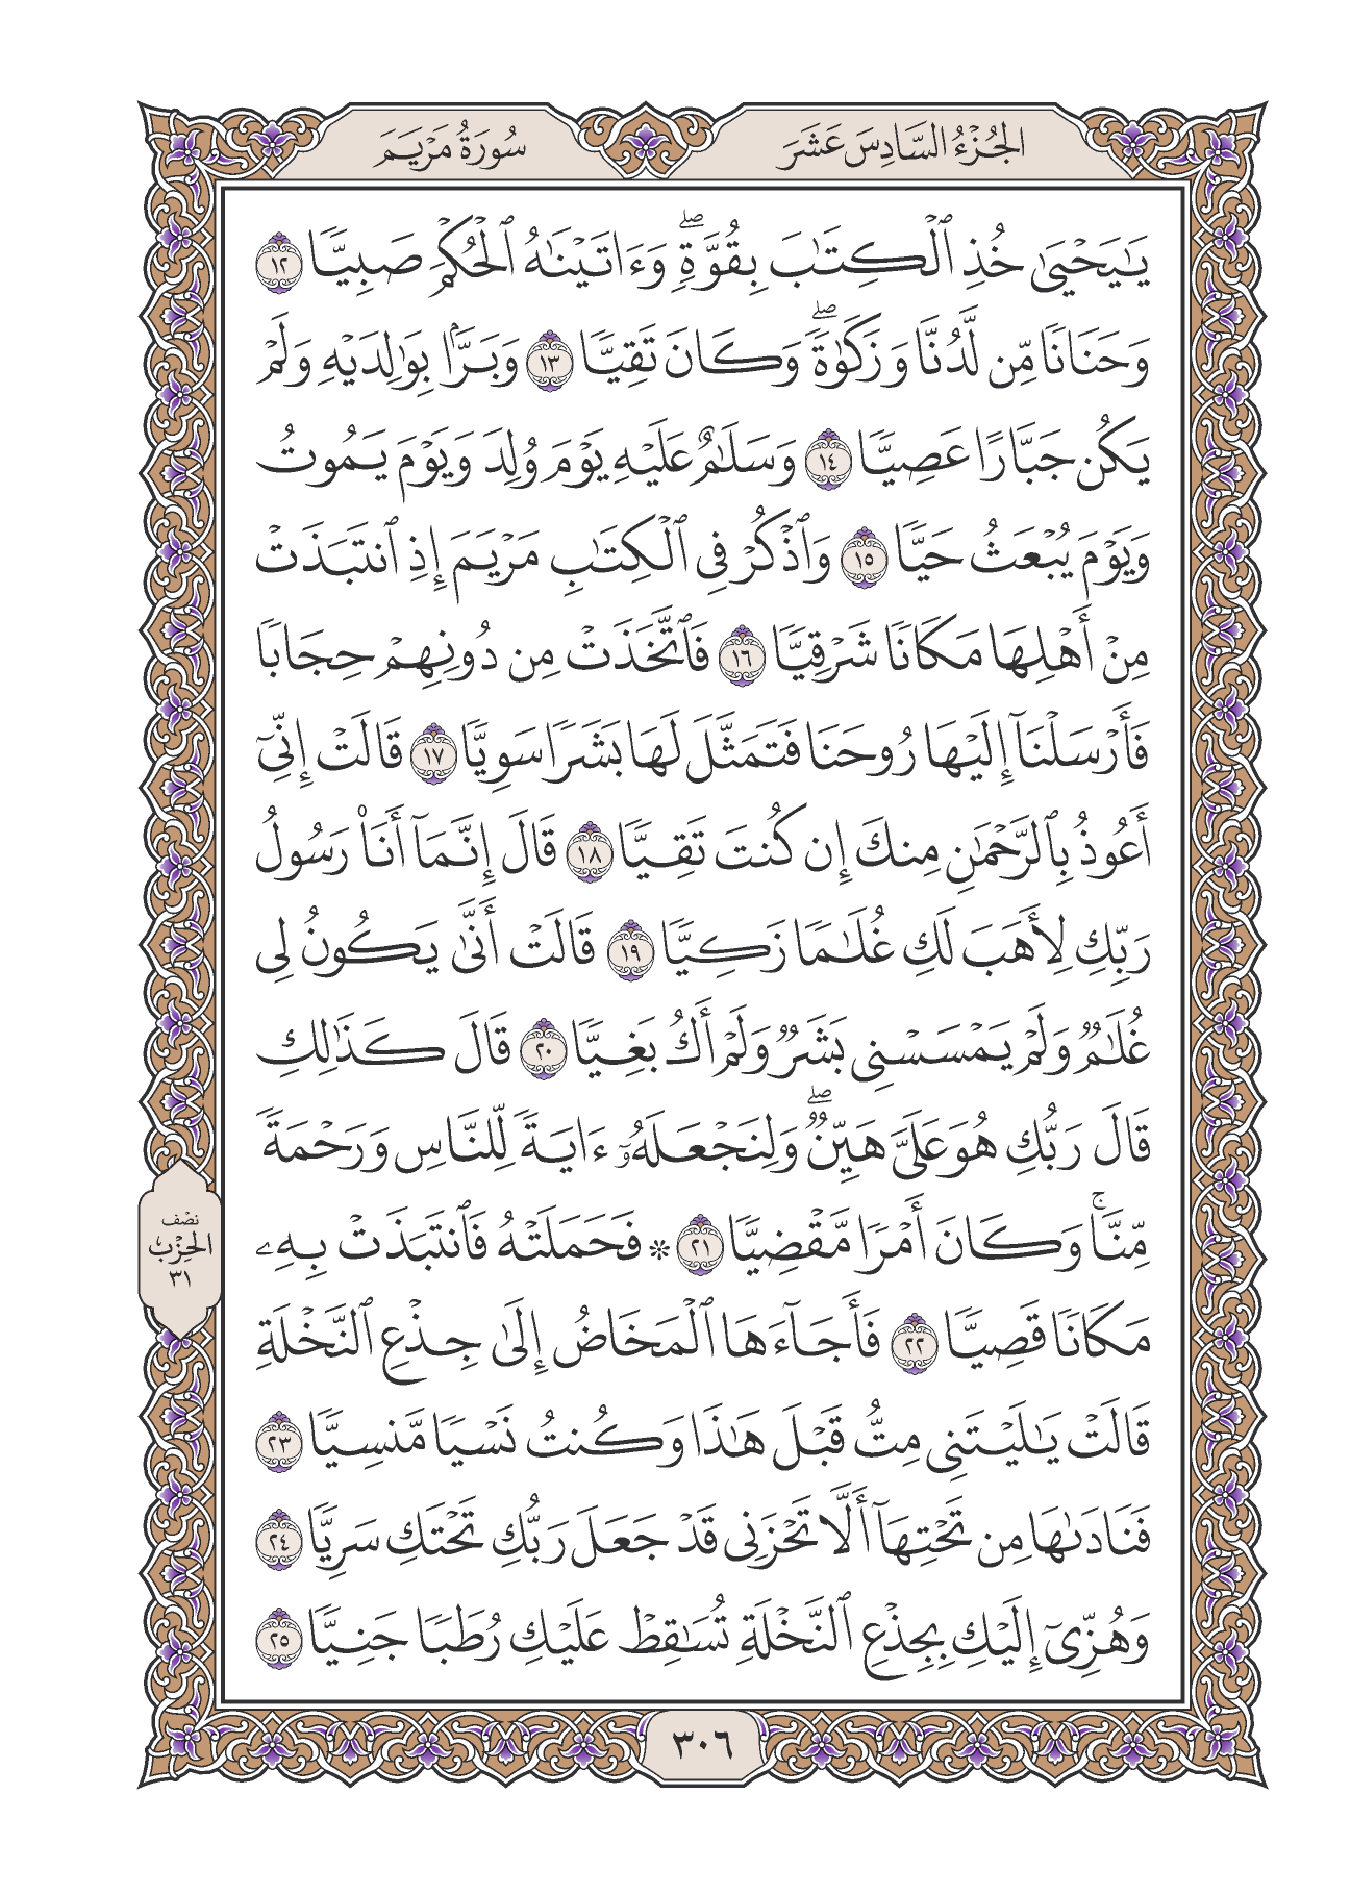 الجُزْءُ السَّادِسَ عَشَرَ
سُورَةُ مَرْيَمَ
يَٰيَحْيَىٰ خُذِ ٱلْكِتَٰبَ بِقُوَّةٍۖ وَءَاتَيْنَٰهُ ٱلْحُكْمَ صَبِيًّا ١٢
وَحَنَانًا مِّن لَّدُنَّا وَزَكَوٰةًۖ وَكَانَ تَقِيًّا ١٣ وَبَرًّۢا بِوَٰلِدَيْهِ وَلَمْ
يَكُن جَبَّارًا عَصِيًّا ١٤ وَسَلَٰمٌ عَلَيْهِ يَوْمَ وُلِدَ وَيَوْمَ يَمُوتُ
وَيَوْمَ يُبْعَثُ حَيًّا ١٥ وَٱذْكُرْ فِى ٱلْكِتَٰبِ مَرْيَمَ إِذِ ٱنتَبَذَتْ
مِنْ أَهْلِهَا مَكَانًا شَرْقِيًّا ١٦ فَٱتَّخَذَتْ مِن دُونِهِمْ حِجَابًا
فَأَرْسَلْنَآ إِلَيْهَا رُوحَنَا فَتَمَثَّلَ لَهَا بَشَرًا سَوِيًّا ١٧ قَالَتْ إِنِّىٓ
أَعُوذُ بِٱلرَّحْمَٰنِ مِنكَ إِن كُنتَ تَقِيًّا ١٨ قَالَ إِنَّمَآ أَنَا۠ رَسُولُ
رَبِّكِ لِأَهَبَ لَكِ غُلَٰمًا زَكِيًّا ١٩ قَالَتْ أَنَّىٰ يَكُونُ لِى
غُلَٰمٌ وَلَمْ يَمْسَسْنِى بَشَرٌ وَلَمْ أَكُ بَغِيًّا ٢٠ قَالَ كَذَٰلِكِ
قَالَ رَبُّكِ هُوَ عَلَىَّ هَيِّنٌۖ وَلِنَجْعَلَهُۥٓ ءَايَةً لِّلنَّاسِ وَرَحْمَةً
مِّنَّاۚ وَكَانَ أَمْرًا مَّقْضِيًّا ٢١ ۞ فَحَمَلَتْهُ فَٱنتَبَذَتْ بِهِۦ
نصْف
الحِزْب
٣١
مَكَانًا قَصِيًّا ٢٢ فَأَجَآءَهَا ٱلْمَخَاضُ إِلَىٰ جِذْعِ ٱلنَّخْلَةِ
قَالَتْ يَٰلَيْتَنِى مِتُّ قَبْلَ هَٰذَا وَكُنتُ نَسْيًا مَّنسِيًّا ٢٣
فَنَادَىٰهَا مِن تَحْتِهَآ أَلَّا تَحْزَنِى قَدْ جَعَلَ رَبُّكِ تَحْتَكِ سَرِيًّا ٢٤
وَهُزِّىٓ إِلَيْكِ بِجِذْعِ ٱلنَّخْلَةِ تُسَٰقِطْ عَلَيْكِ رُطَبًا جَنِيًّا ٢٥
٣٠٦